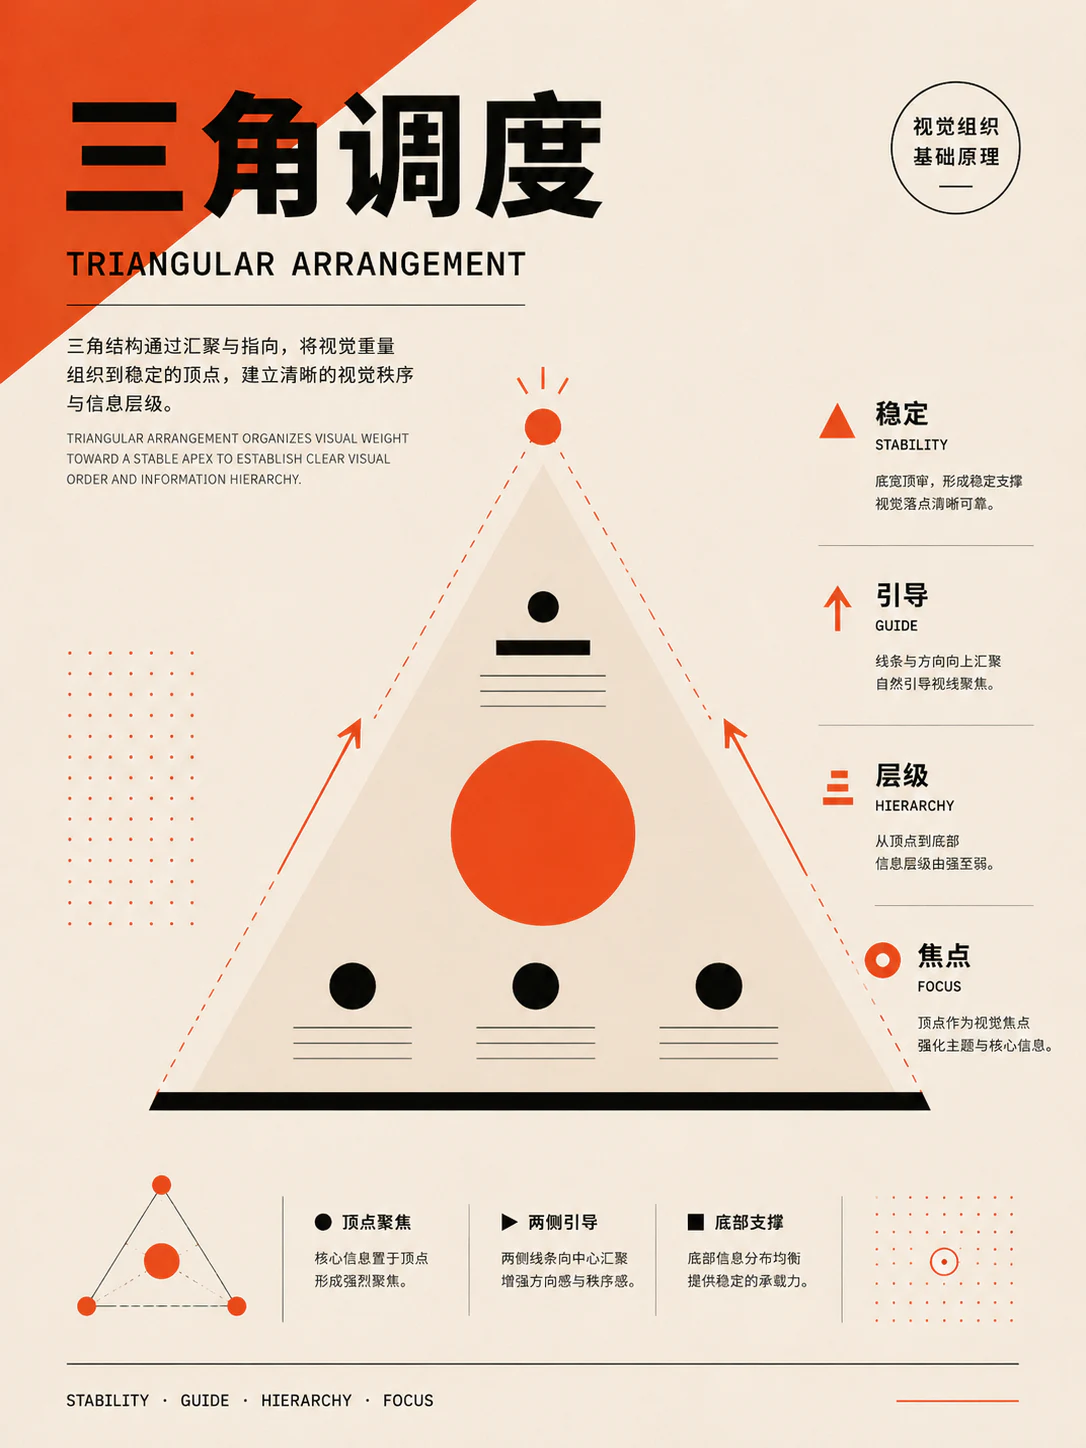 三角调度
TRIANGULAR ARRANGEMENT
视觉组织
基础原理
三角结构通过汇聚与指向，将视觉重量
组织到稳定的顶点，建立清晰的视觉秩序
与信息层级。
TRIANGULAR ARRANGEMENT ORGANIZES VISUAL WEIGHT
TOWARD A STABLE APEX TO ESTABLISH CLEAR VISUAL
ORDER AND INFORMATION HIERARCHY.
稳定
STABILITY
底宽顶窜，形成稳定支撑
视觉落点清晰可靠。
引导
GUIDE
线条与方向向上汇聚
自然引导视线聚焦。
层级
HIERARCHY
从顶点到底部
信息层级由强至弱。
焦点
FOCUS
顶点作为视觉焦点
强化主题与核心信息。
顶点聚焦
核心信息置于顶点
形成强烈聚焦。
两侧引导
两侧线条向中心汇聚
增强方向感与秩序感。
底部支撑
底部信息分布均衡
提供稳定的承载力。
STABILITY · GUIDE · HIERARCHY · FOCUS